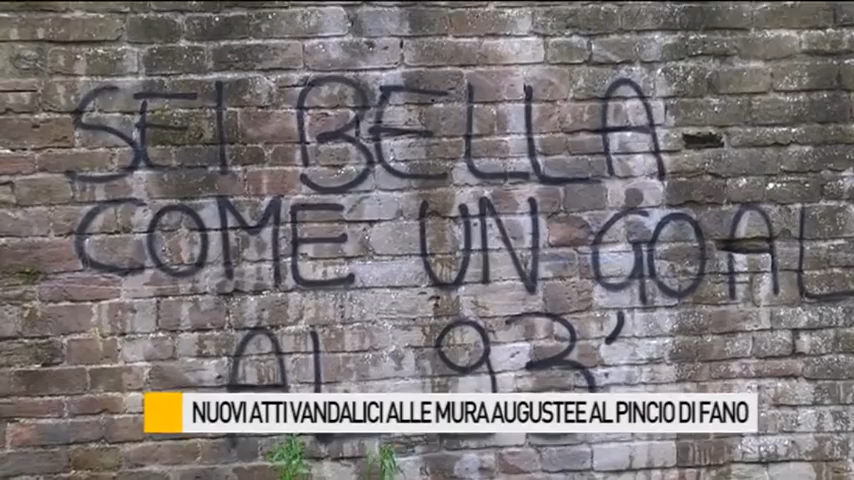 SEI BELLA
COME UN GOAL
AL 93'
NUOVI ATTI VANDALICI ALLE MURA AUGUSTEE AL PINCIO DI FANO